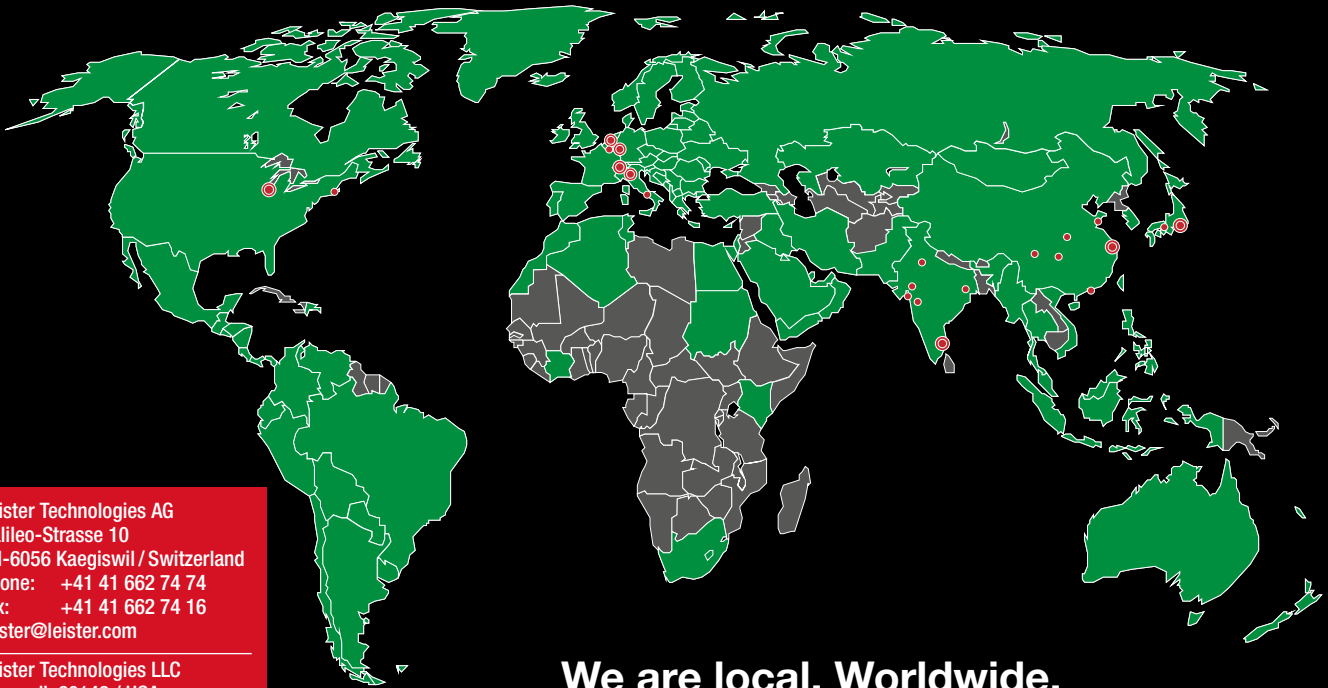 ister Technologies AG
lileo-Strasse 10
-6056 Kaegiswil / Switzerland
one: +41 41 662 74 74
x: +41 41 662 74 16
ister@leister.com
ister Technologies LLC
We are local. Worldwide.